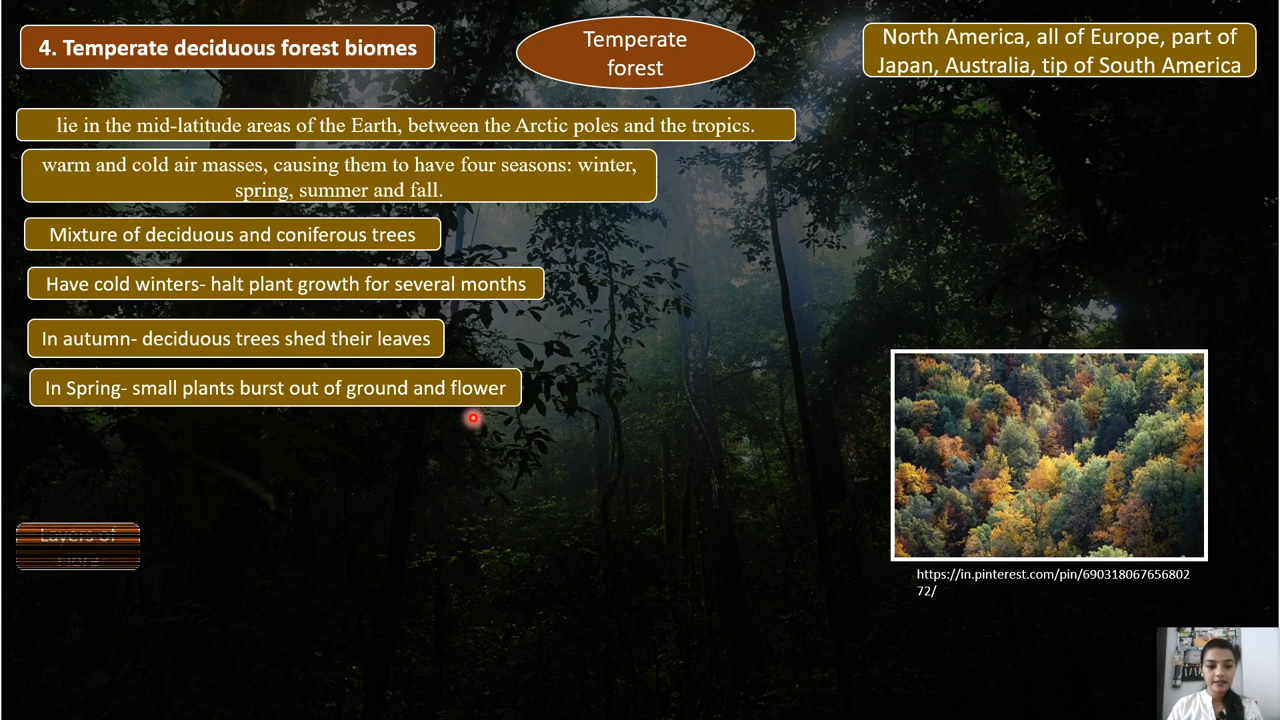 4. Temperate deciduous forest biomes
Temperate
forest
North America, all of Europe, part of
Japan, Australia, tip of South America
lie in the mid-latitude areas of the Earth, between the Arctic poles and the tropics.
warm and cold air masses, causing them to have four seasons: winter,
spring, summer and fall.
Mixture of deciduous and coniferous trees
Have cold winters- halt plant growth for several months
In autumn- deciduous trees shed their leaves
In Spring- small plants burst out of ground and flower
Layers of
https://in.pinterest.com/pin/690318067656802
72/